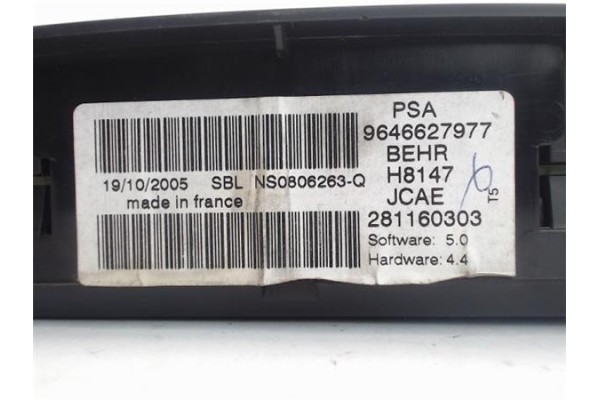 PSA
9646627977
BEHR
H8147
JCAE
281160303
T5
Software: 5.0
Hardware: 4.4
19/10/2005 SBL NS0806263-Q
made in france